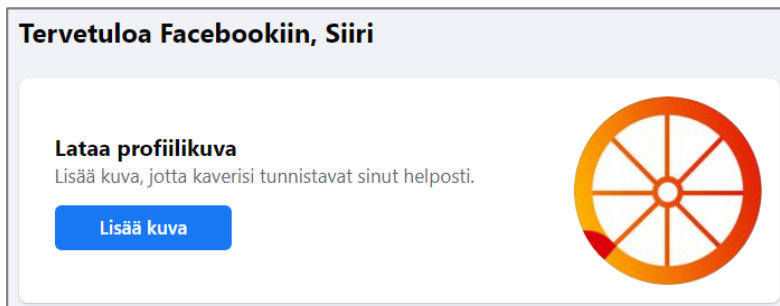 Tervetuloa Facebookiin, Siiri
Lataa profiilikuva
Lisää kuva, jotta kaverisi tunnistavat sinut helposti.
Lisää kuva